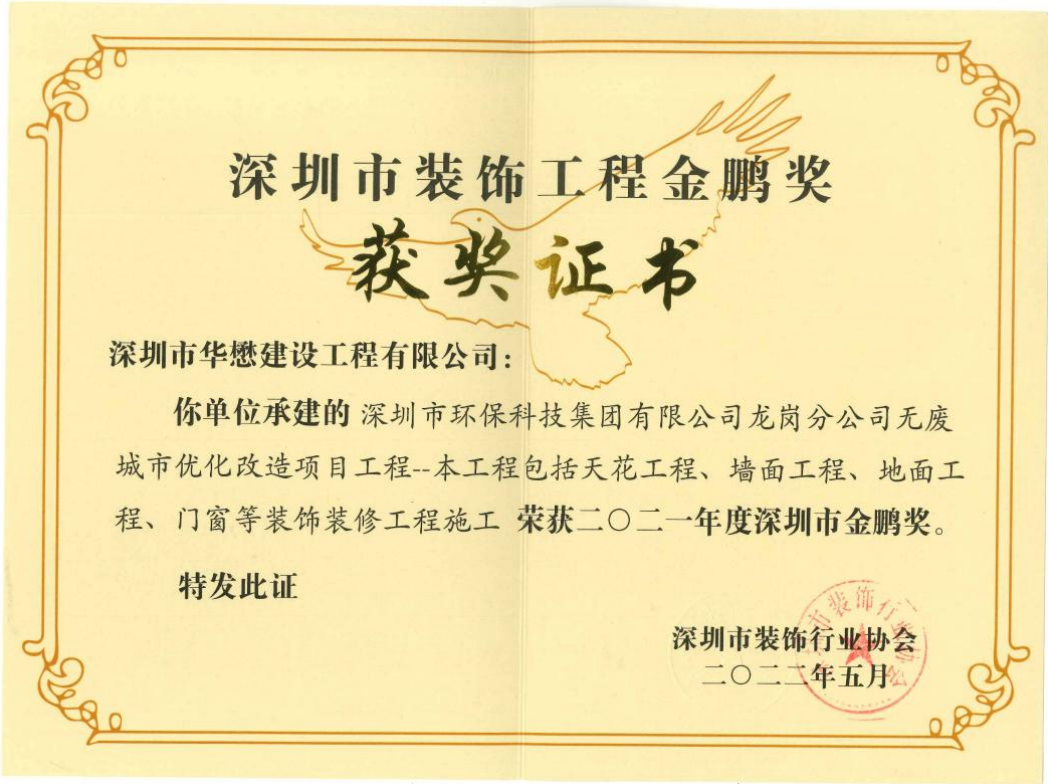 深圳市装饰工程金鹏奖
获奖证书
深圳市华懋建设工程有限公司：
你单位承建的 深圳市环保科技集团有限公司龙岗分公司无废
城市优化改造项目工程--本工程包括天花工程、墙面工程、地面工
程、门窗等装饰装修工程施工 荣获二〇二一年度深圳市金鹏奖。
特发此证
深圳市装饰行业协会
二〇二二年五月